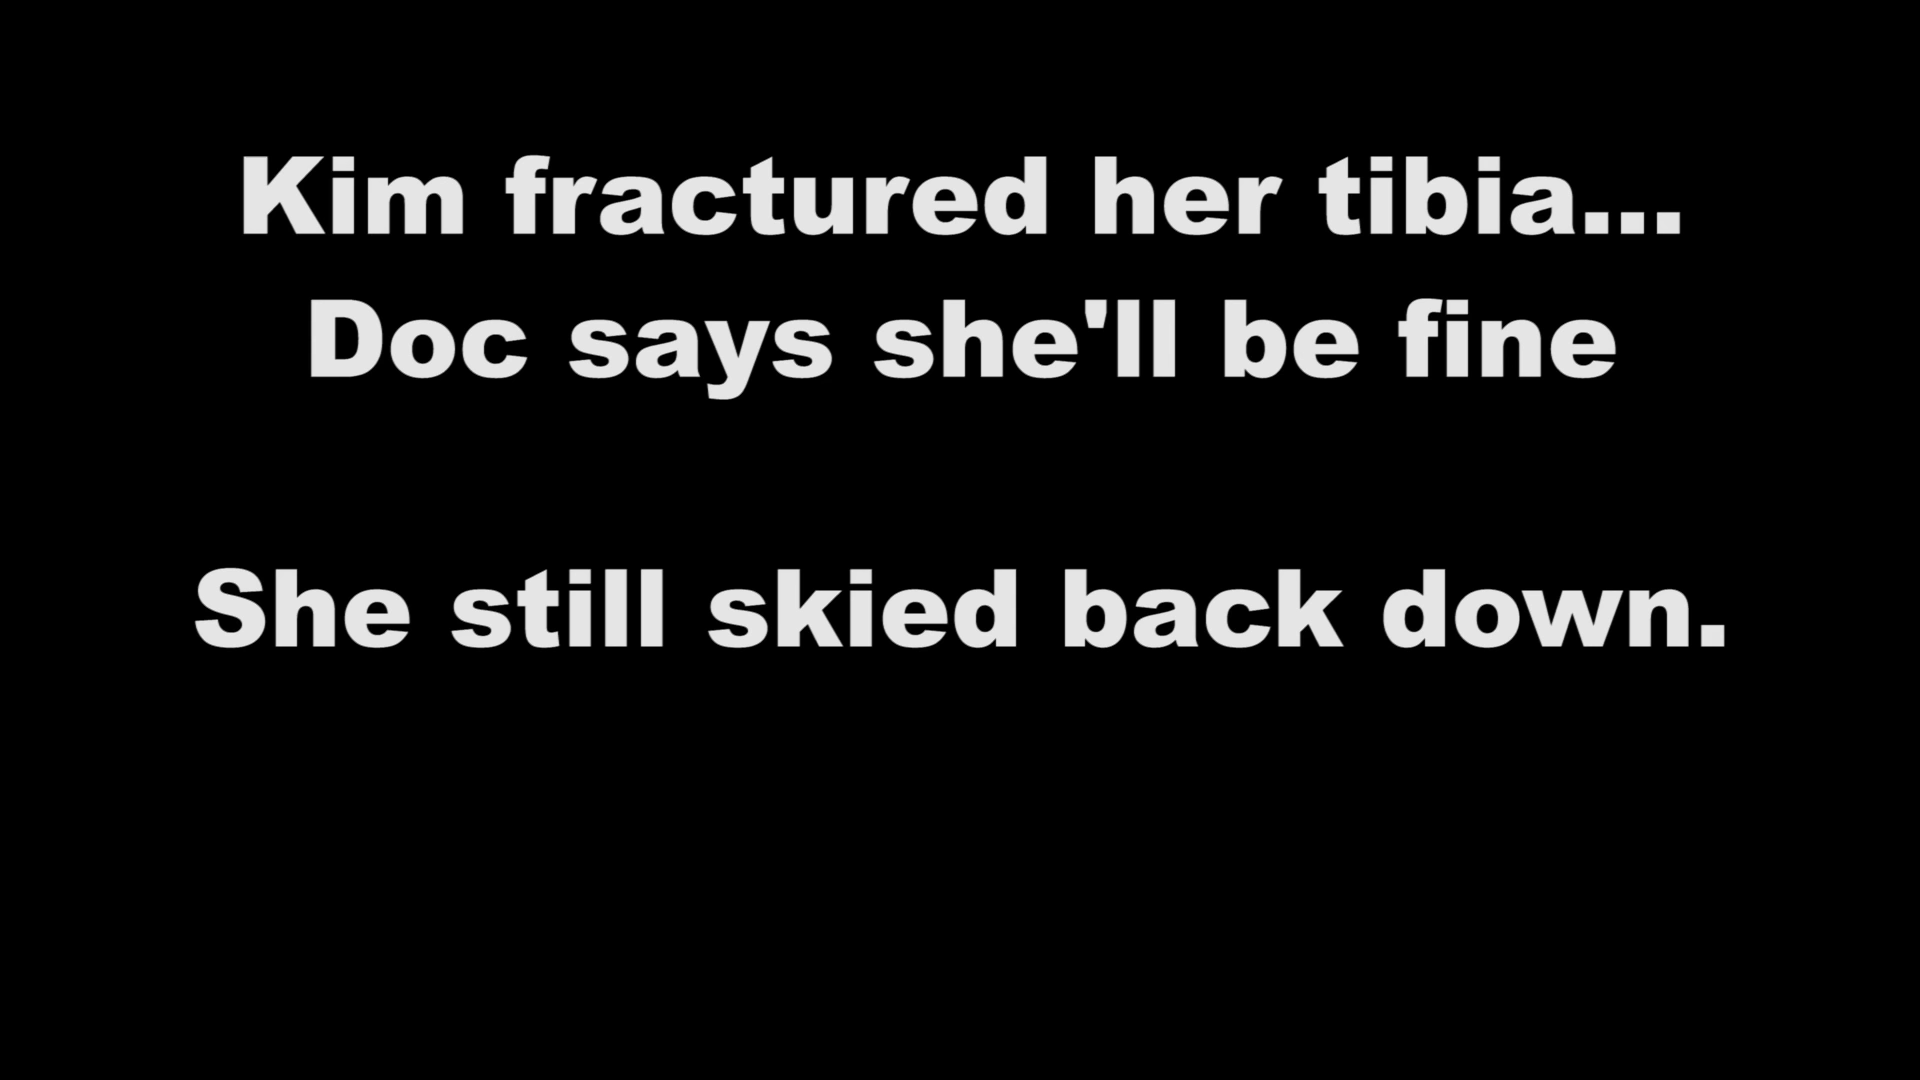 Kim fractured her tibia...
Doc says she'll be fine
She still skied back down.